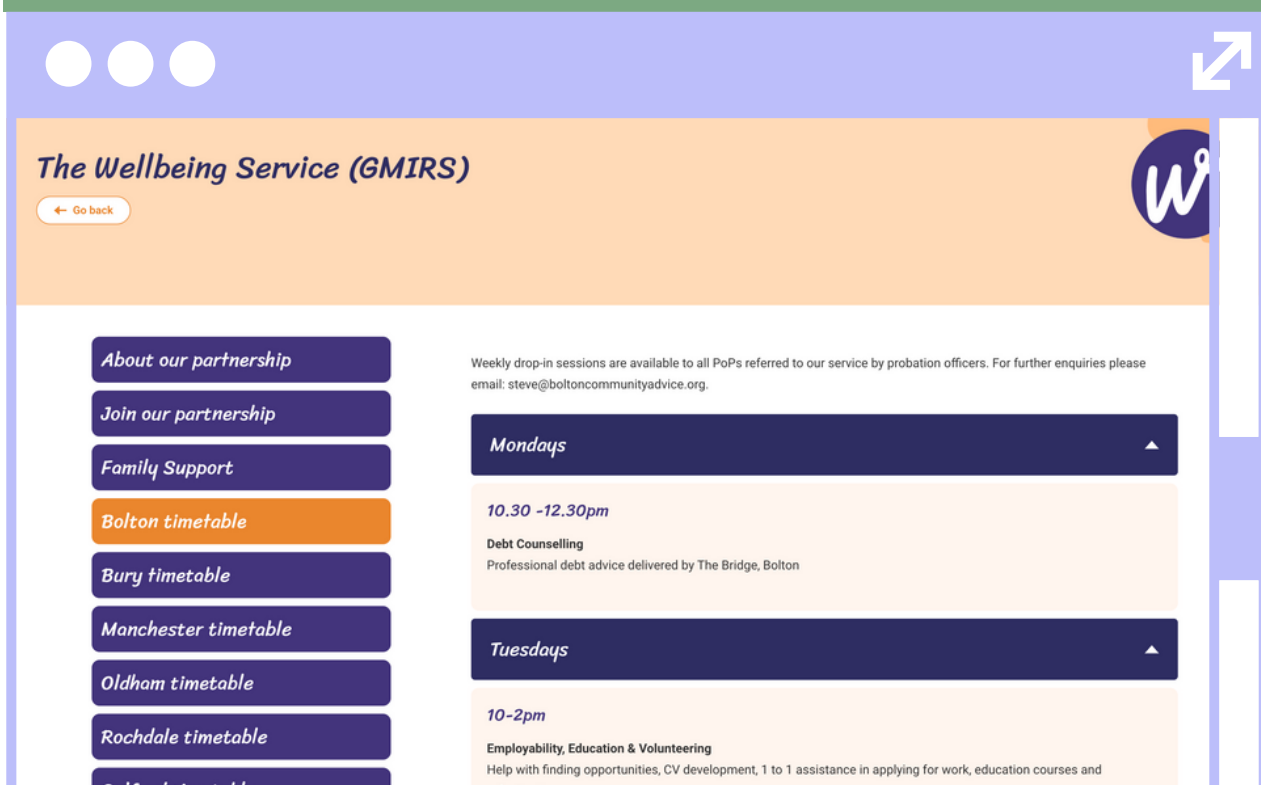 The Wellbeing Service (GMIRS)
W
← Go back
About our partnership
Join our partnership
Family Support
Bolton timetable
Bury timetable
Manchester timetable
Oldham timetable
Rochdale timetable
Weekly drop-in sessions are available to all PoPs referred to our service by probation officers. For further enquiries please
email: steve@boltoncommunityadvice.org.
Mondays
10.30 -12.30pm
Debt Counselling
Professional debt advice delivered by The Bridge, Bolton
Tuesdays
10-2pm
Employability, Education & Volunteering
Help with finding opportunities, CV development, 1 to 1 assistance in applying for work, education courses and